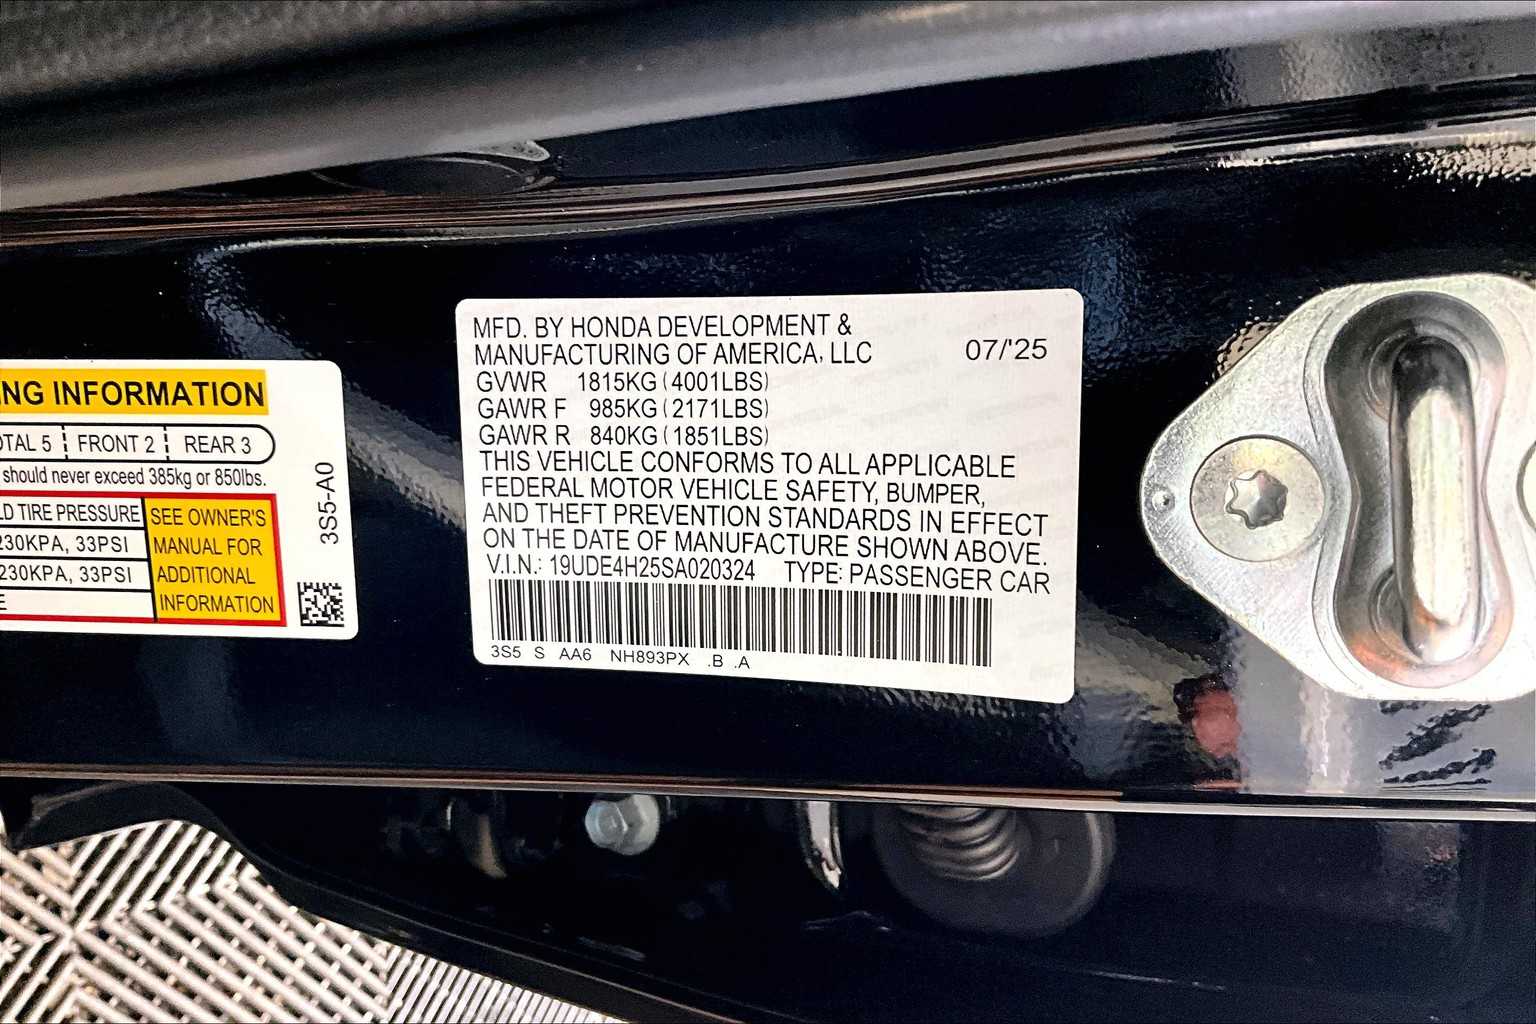 NG INFORMATION
OTAL 5 FRONT 2 REAR 3
should never exceed 385kg or 850lbs.
LD TIRE PRESSURE
230KPA, 33PSI
230KPA, 33PSI
E
SEE OWNER'S
MANUAL FOR
ADDITIONAL
INFORMATION
3S5-A0
MFD. BY HONDA DEVELOPMENT &
MANUFACTURING OF AMERICA, LLC 07/'25
GVWR 1815KG (4001LBS)
GAWR F 985KG (2171LBS)
GAWR R 840KG (1851LBS)
THIS VEHICLE CONFORMS TO ALL APPLICABLE
FEDERAL MOTOR VEHICLE SAFETY, BUMPER,
AND THEFT PREVENTION STANDARDS IN EFFECT
ON THE DATE OF MANUFACTURE SHOWN ABOVE.
V.I.N.: 19UDE4H25SA020324 TYPE: PASSENGER CAR
3S5 S AA6 NH893PX .B .A